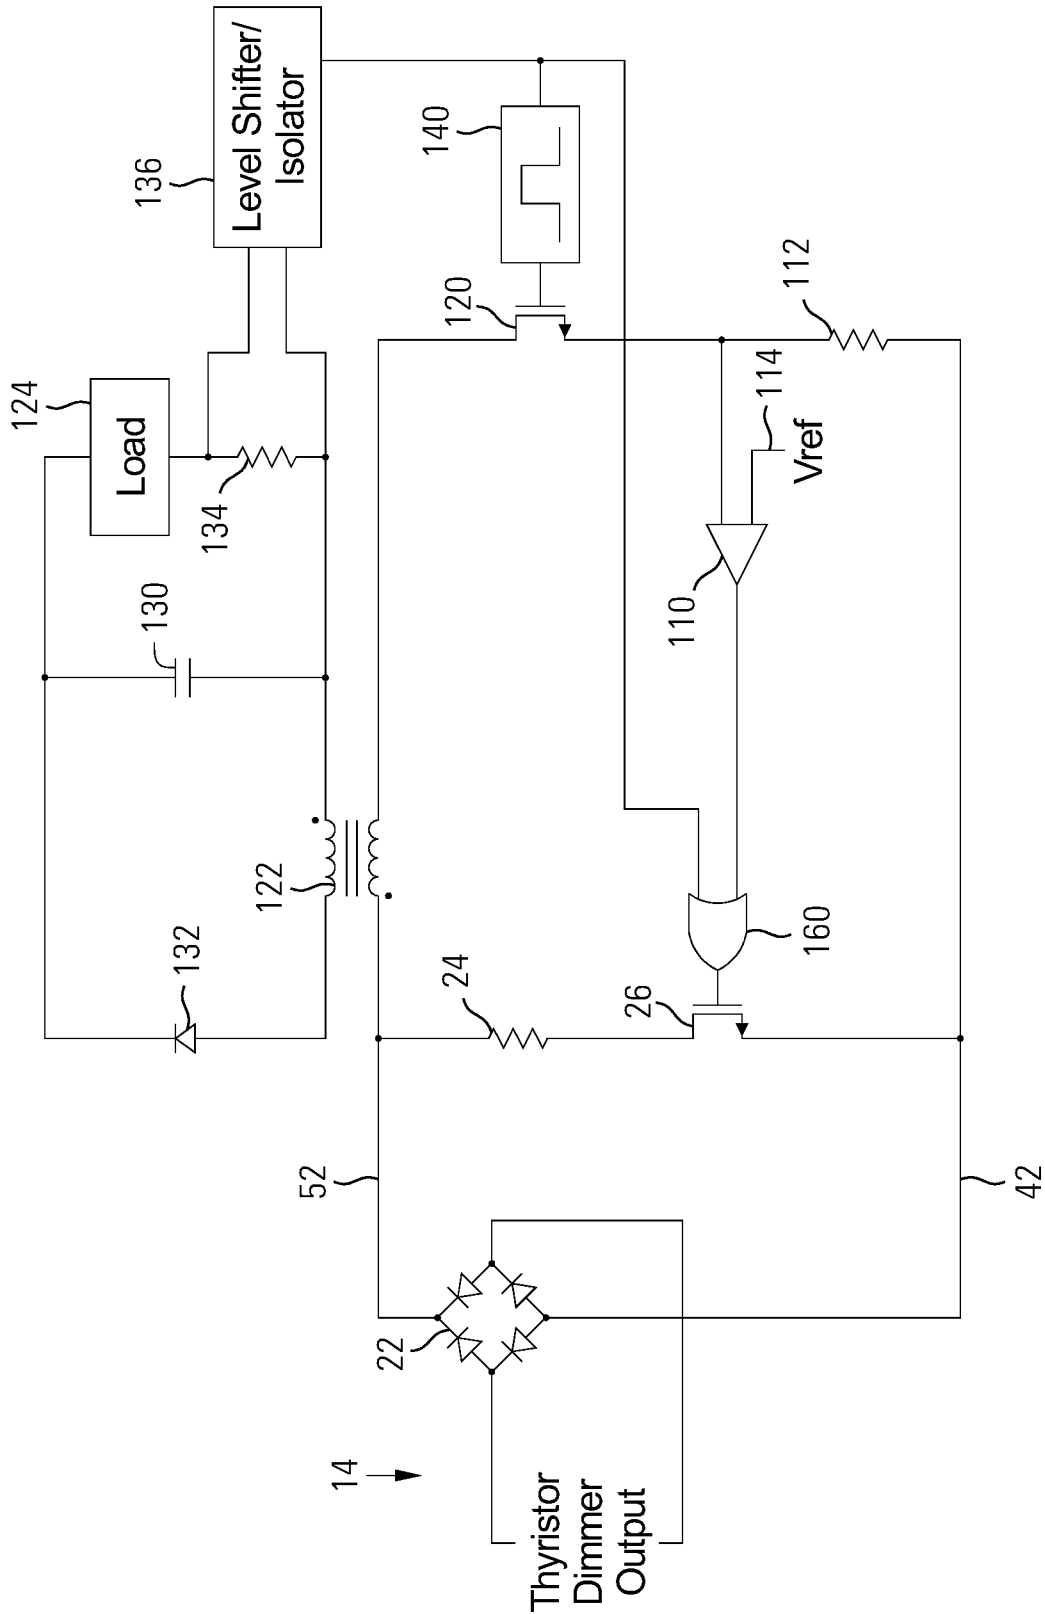 124
Load
134
130
132
122
136
Level Shifter/
Isolator
140
120
112
114
Vref
110
160
24
26
52
42
22
14
Thyristor
Dimmer
Output